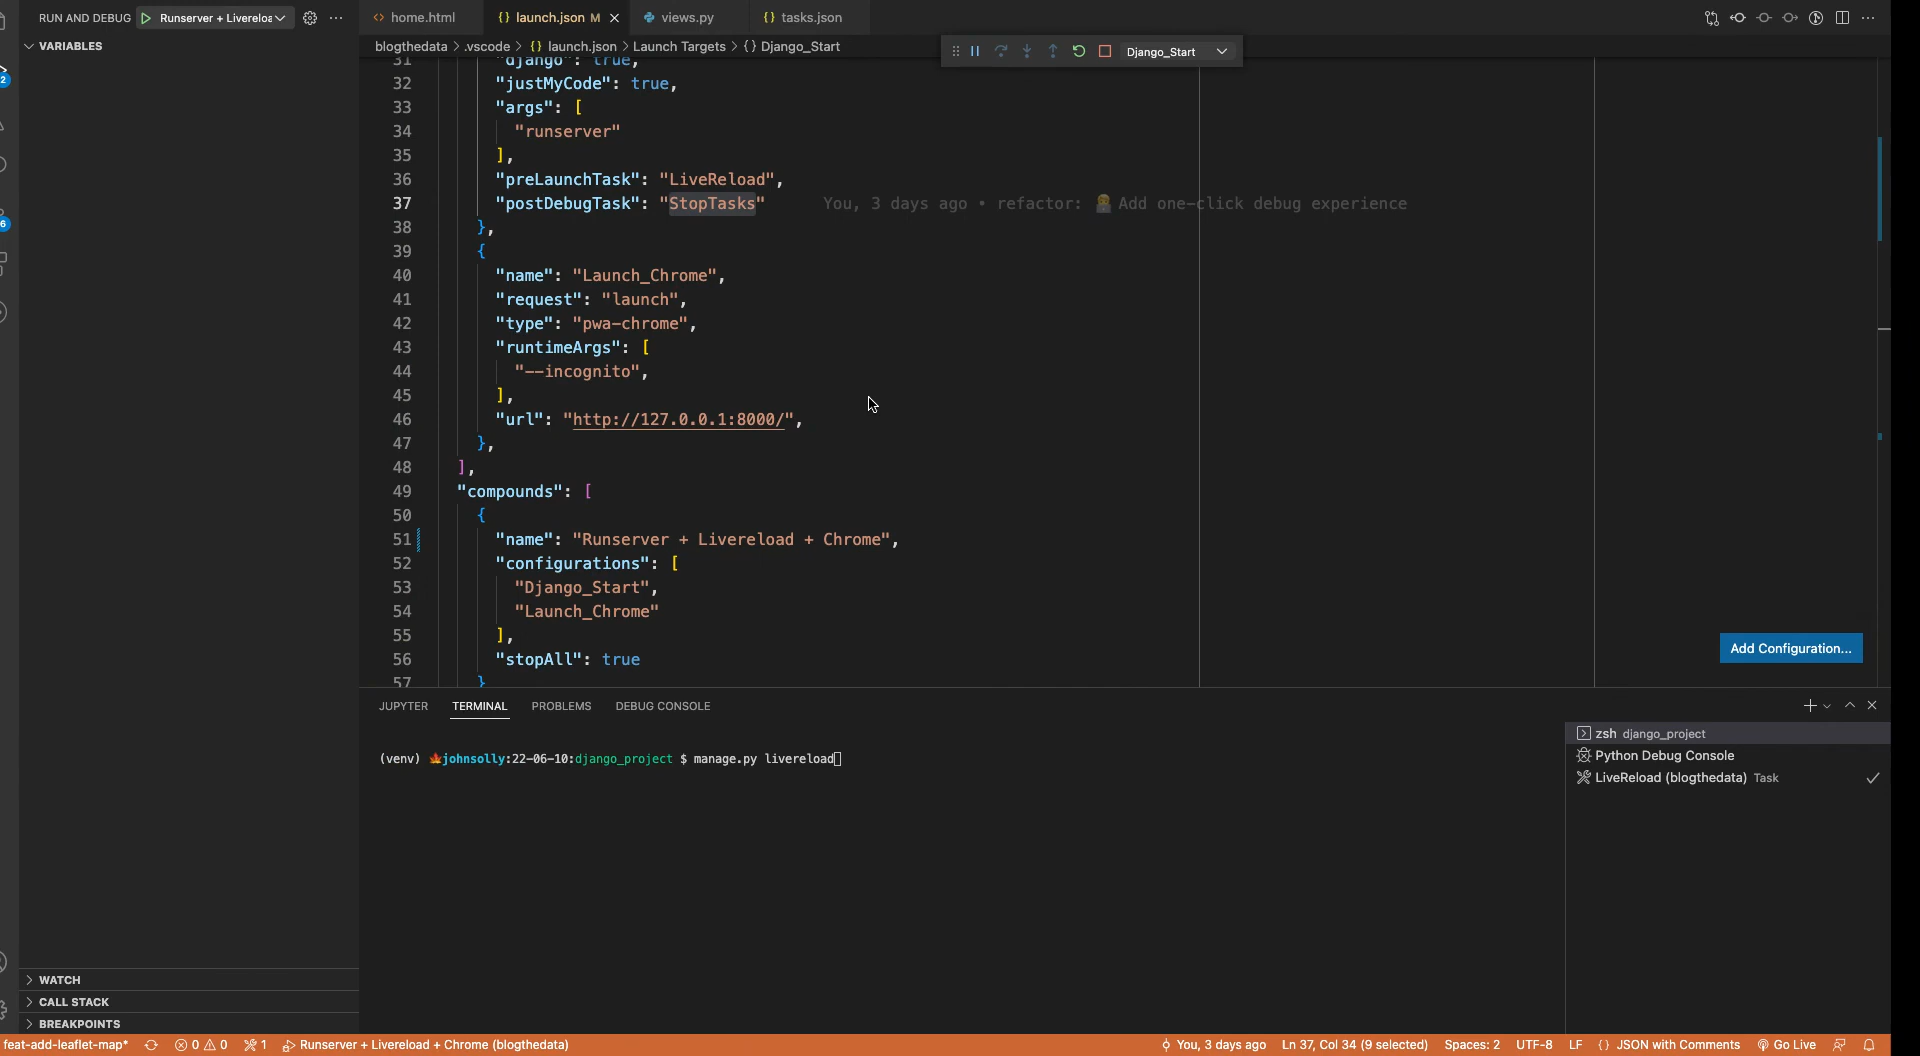 RUN AND DEBUG Runserver + Livereloa
home.html
launch.json M
views.py
tasks.json
VARIABLES
blogthedata > .vscode > {} launch.json > Launch Targets > {} Django_Start
Django_Start
31 "django": true,
32 "justMyCode": true,
33 "args": [
34 "runserver"
35 ],
36 "preLaunchTask": "LiveReload",
37 "postDebugTask": "StopTasks" You, 3 days ago • refactor: Add one-click debug experience
38 },
39 {
40 "name": "Launch_Chrome",
41 "request": "launch",
42 "type": "pwa-chrome",
43 "runtimeArgs": [
44 "--incognito",
45 ],
46 "url": "http://127.0.0.1:8000/",
47 },
48 ],
49 "compounds": [
50 {
51 "name": "Runserver + Livereload + Chrome",
52 "configurations": [
53 "Django_Start",
54 "Launch_Chrome"
55 ],
56 "stopAll": true
57 }
Add Configuration...
2
6
JUPYTER TERMINAL PROBLEMS DEBUG CONSOLE
(venv) 🍁johnsolly:22-06-10:django_project $ manage.py livereload
zsh django_project
Python Debug Console
LiveReload (blogthedata) Task
WATCH
CALL STACK
BREAKPOINTS
feat-add-leaflet-map* 0 0 1 Runserver + Livereload + Chrome (blogthedata) You, 3 days ago Ln 37, Col 34 (9 selected) Spaces: 2 UTF-8 LF {} JSON with Comments Go Live